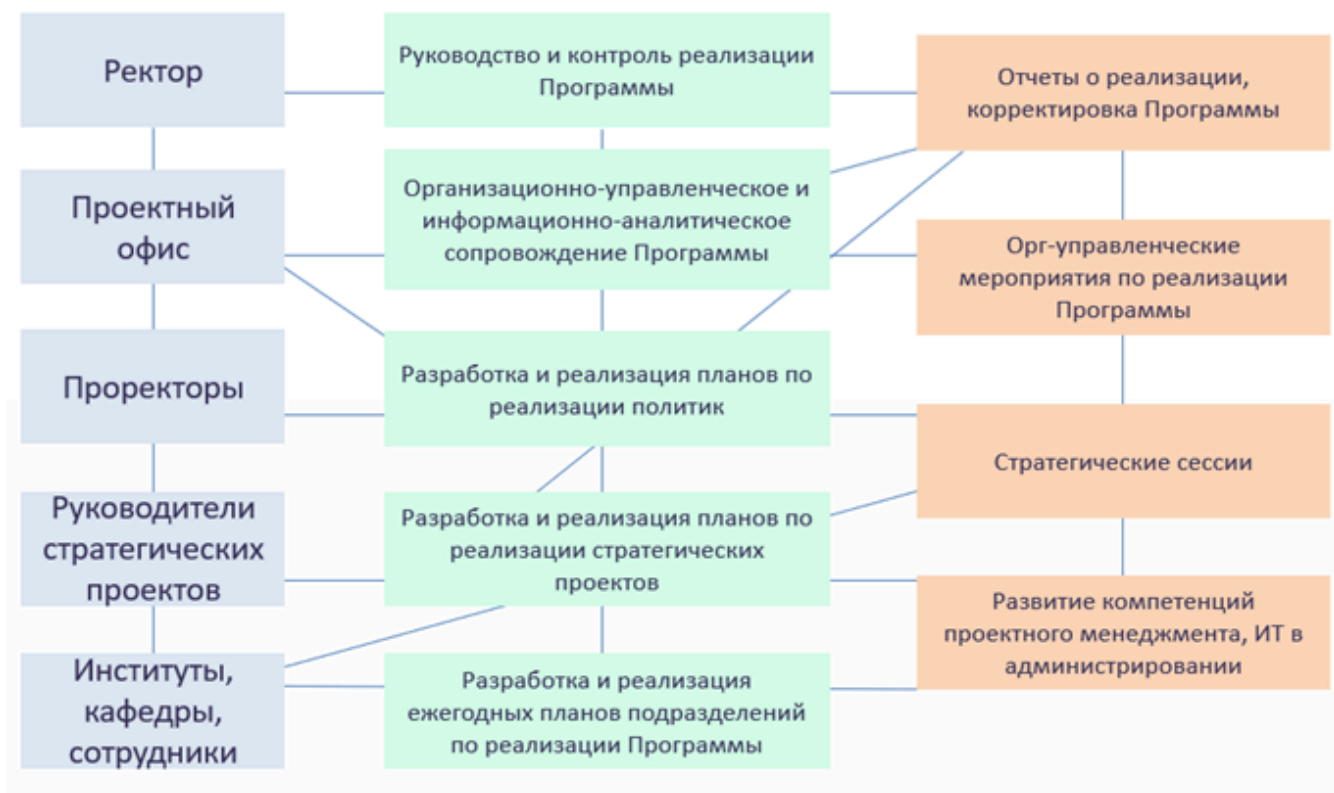 Ректор
Руководство и контроль реализации
Программы
Отчеты о реализации,
корректировка Программы
Проектный
офис
Организационно-управленческое и
информационно-аналитическое
сопровождение Программы
Орг-управленческие
мероприятия по реализации
Программы
Проректоры
Разработка и реализация планов по
реализации политик
Стратегические сессии
Руководители
стратегических
проектов
Разработка и реализация планов по
реализации стратегических
проектов
Развитие компетенций
проектного менеджмента, ИТ в
администрировании
Институты,
кафедры,
сотрудники
Разработка и реализация
ежегодных планов подразделений
по реализации Программы